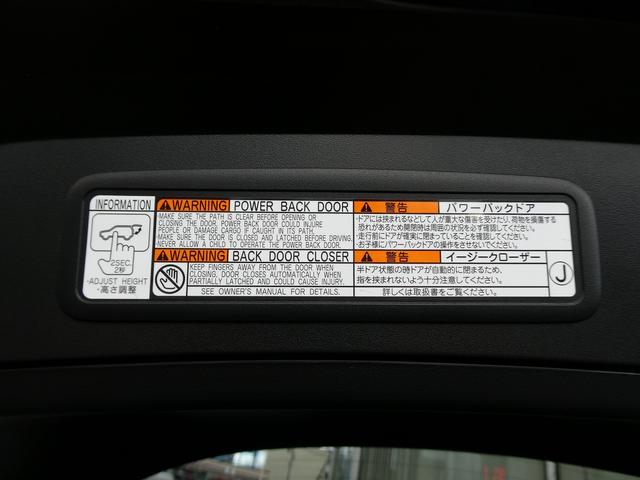 INFORMATION
2SEC.
2秒
-ADJUST HEIGHT
・高さ調整
WARNING POWER BACK DOOR
MAKE SURE THE PATH IS CLEAR BEFORE OPENING OR
CLOSING THE DOOR. POWER BACK DOOR COULD INJURE
PEOPLE OR DAMAGE CARGO IF CAUGHT IN ITS PATH.
-MAKE SURE THE DOOR IS CLOSED AND LATCHED BEFORE DRIVING.
-NEVER ALLOW A CHILD TO OPERATE THE POWER BACK DOOR.
WARNING BACK DOOR CLOSER
KEEP FINGERS AWAY FROM THE DOOR WHEN
CLOSING. DOOR CLOSES AUTOMATICALLY WHEN
PARTIALLY LATCHED AND COULD CAUSE INJURY.
SEE OWNER'S MANUAL FOR DETAILS.
警告 パワーバックドア
・ドアには挟まれるなどして人が重大な傷害を受けたり、荷物を損傷する
恐れがあるため開閉時は周囲の状況を必ず確認してください。
・走行前にドアが確実に閉まっていることを確認してください。
・お子様にパワーバックドアの操作をさせないでください。
警告 イージークローザー
半ドア状態の時ドアが自動的に閉まるため、
指を挟まれないよう十分注意してください。
詳しくは取扱書をご覧ください。
J